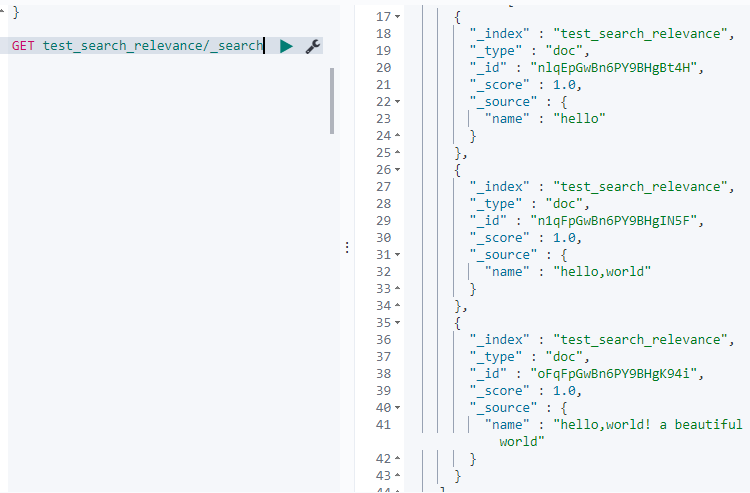 }
GET test_search_relevance/_search
17 {
18 "_index" : "test_search_relevance",
19 "_type" : "doc",
20 "_id" : "nlqEpGwBn6PY9BHgBt4H",
21 "_score" : 1.0,
22 "_source" : {
23 "name" : "hello"
24 }
25 },
26 {
27 "_index" : "test_search_relevance",
28 "_type" : "doc",
29 "_id" : "n1qFpGwBn6PY9BHgIN5F",
30 "_score" : 1.0,
31 "_source" : {
32 "name" : "hello,world"
33 }
34 },
35 {
36 "_index" : "test_search_relevance",
37 "_type" : "doc",
38 "_id" : "oFqFpGwBn6PY9BHgK94i",
39 "_score" : 1.0,
40 "_source" : {
41 "name" : "hello,world! a beautiful
world"
42 }
43 }